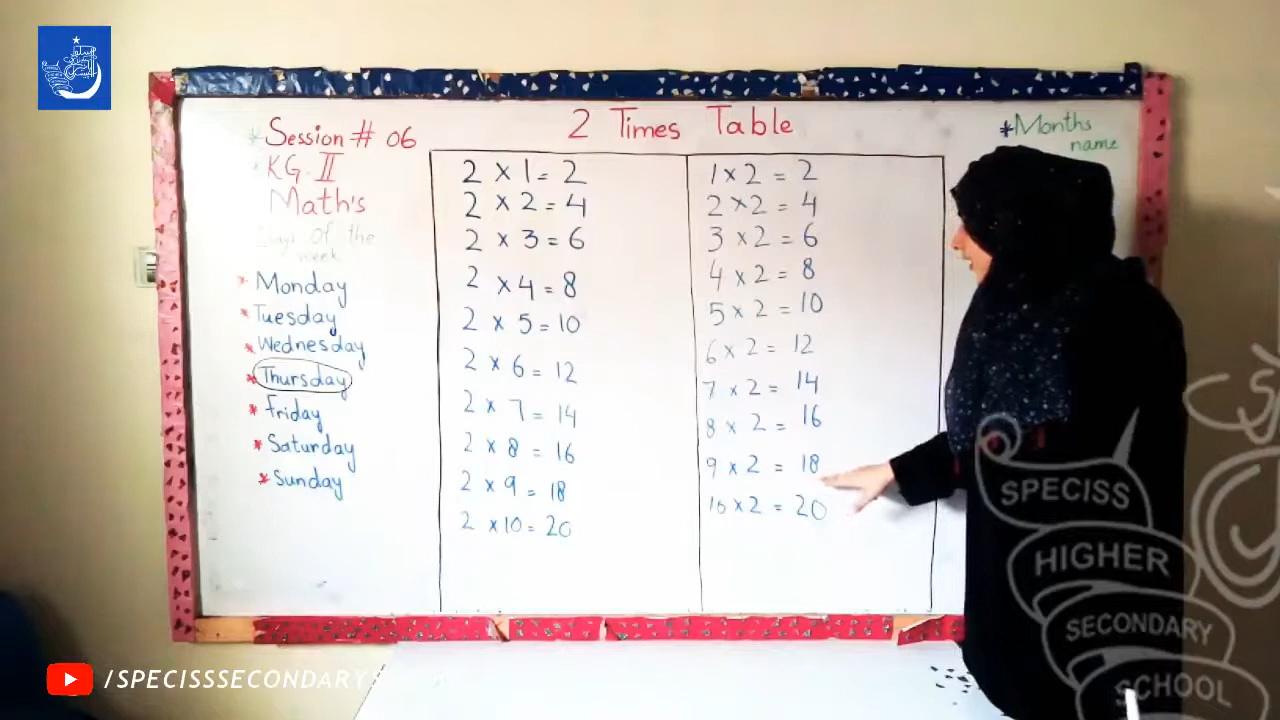 2 Times Table
* Session # 06
* KG. II
Math's
Days of the
week
* Monday
* Tuesday
* Wednesday
* Thursday
* Friday
* Saturday
* Sunday
2 × 1 = 2
2 × 2 = 4
2 × 3 = 6
2 × 4 = 8
2 × 5 = 10
2 × 6 = 12
2 × 7 = 14
2 × 8 = 16
2 × 9 = 18
2 × 10 = 20
1 × 2 = 2
2 × 2 = 4
3 × 2 = 6
4 × 2 = 8
5 × 2 = 10
6 × 2 = 12
7 × 2 = 14
8 × 2 = 16
9 × 2 = 18
10 × 2 = 20
* Months
name
SPECISS
HIGHER
SECONDARY
SCHOOL
/SPECISSSECONDARYS